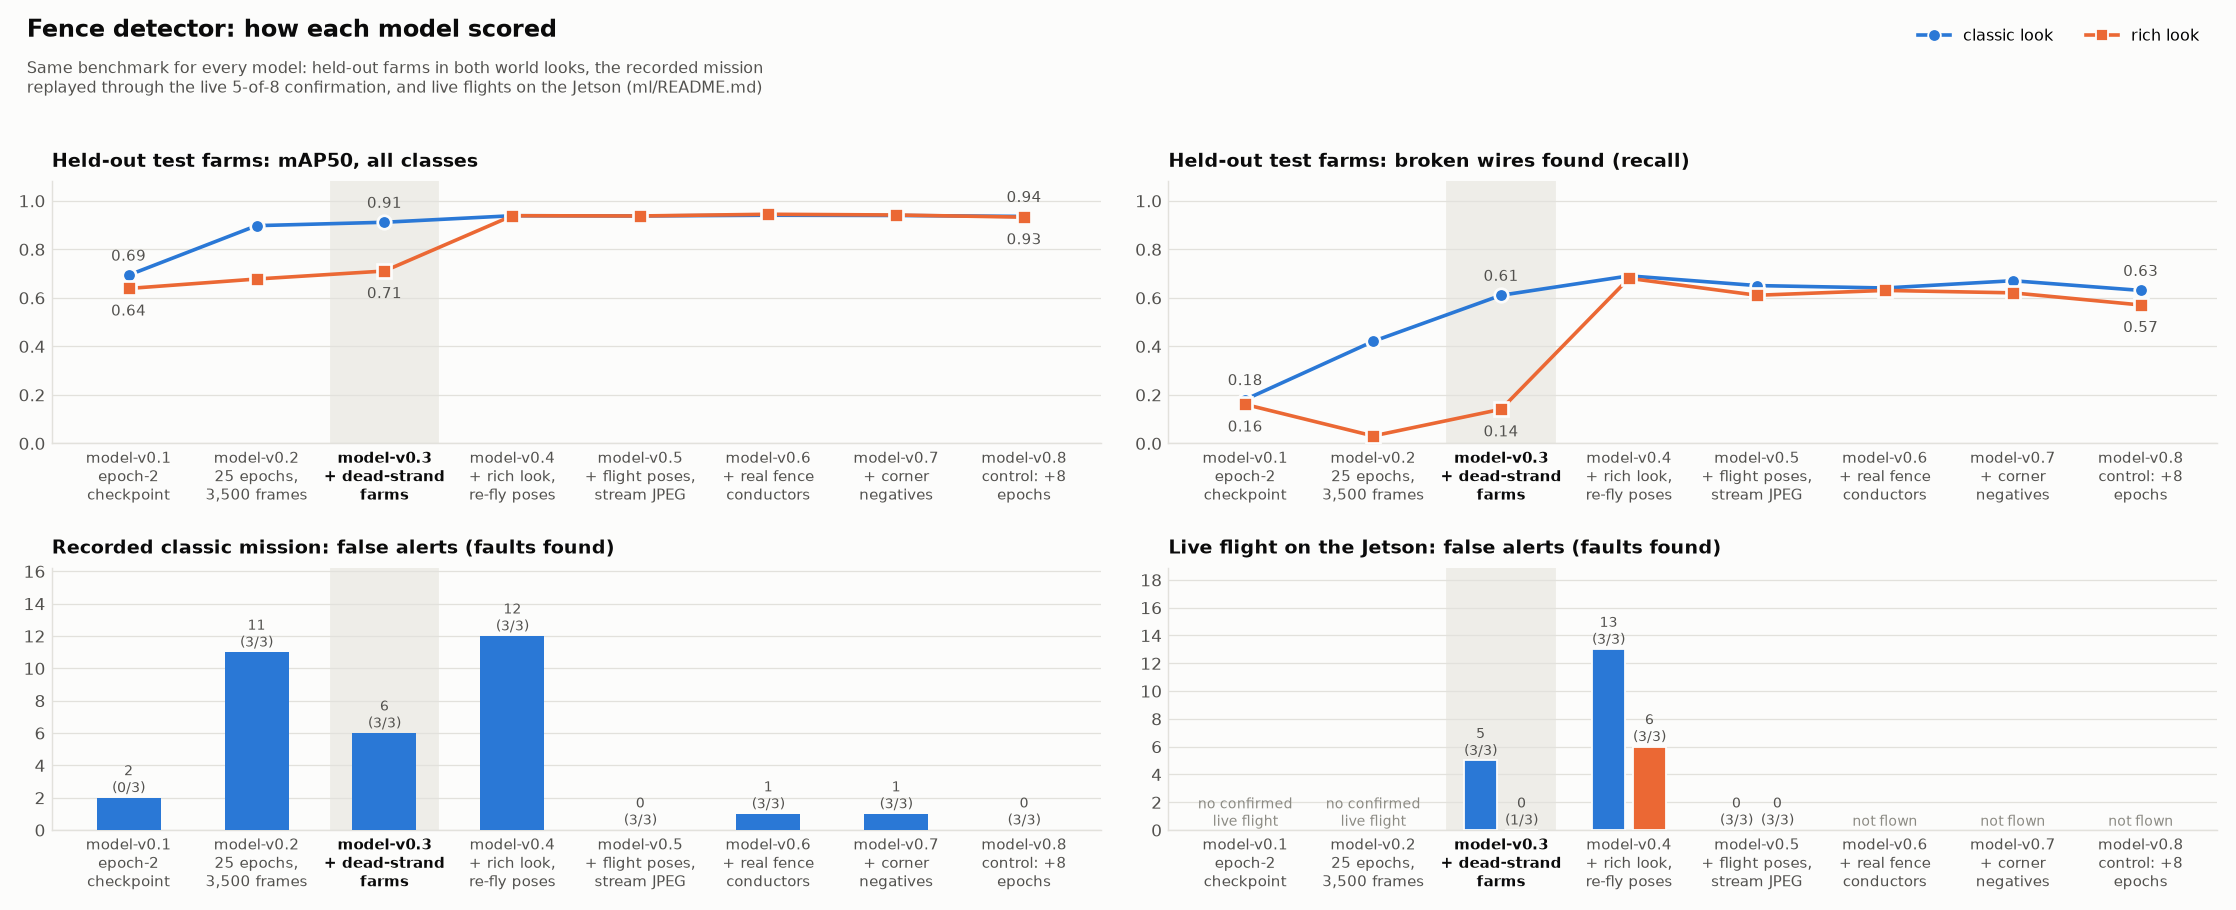 Fence detector: how each model scored
classic look
rich look
Same benchmark for every model: held-out farms in both world looks, the recorded mission
replayed through the live 5-of-8 confirmation, and live flights on the Jetson (ml/README.md)
Held-out test farms: mAP50, all classes
1.0
0.8
0.6
0.4
0.2
0.0
0.69
0.64
0.91
0.71
0.94
0.93
model-v0.1
epoch-2
checkpoint
model-v0.2
25 epochs,
3,500 frames
model-v0.3
+ dead-strand
farms
model-v0.4
+ rich look,
re-fly poses
model-v0.5
+ flight poses,
stream JPEG
model-v0.6
+ real fence
conductors
model-v0.7
+ corner
negatives
model-v0.8
control: +8
epochs
Held-out test farms: broken wires found (recall)
1.0
0.8
0.6
0.4
0.2
0.0
0.18
0.16
0.61
0.14
0.63
0.57
model-v0.1
epoch-2
checkpoint
model-v0.2
25 epochs,
3,500 frames
model-v0.3
+ dead-strand
farms
model-v0.4
+ rich look,
re-fly poses
model-v0.5
+ flight poses,
stream JPEG
model-v0.6
+ real fence
conductors
model-v0.7
+ corner
negatives
model-v0.8
control: +8
epochs
Recorded classic mission: false alerts (faults found)
16
14
12
10
8
6
4
2
0
2
(0/3)
11
(3/3)
6
(3/3)
12
(3/3)
0
(3/3)
1
(3/3)
1
(3/3)
0
(3/3)
model-v0.1
epoch-2
checkpoint
model-v0.2
25 epochs,
3,500 frames
model-v0.3
+ dead-strand
farms
model-v0.4
+ rich look,
re-fly poses
model-v0.5
+ flight poses,
stream JPEG
model-v0.6
+ real fence
conductors
model-v0.7
+ corner
negatives
model-v0.8
control: +8
epochs
Live flight on the Jetson: false alerts (faults found)
18
16
14
12
10
8
6
4
2
0
no confirmed
live flight
no confirmed
live flight
5
(3/3)
0
(1/3)
13
(3/3)
6
(3/3)
0
(3/3)
0
(3/3)
not flown
not flown
not flown
model-v0.1
epoch-2
checkpoint
model-v0.2
25 epochs,
3,500 frames
model-v0.3
+ dead-strand
farms
model-v0.4
+ rich look,
re-fly poses
model-v0.5
+ flight poses,
stream JPEG
model-v0.6
+ real fence
conductors
model-v0.7
+ corner
negatives
model-v0.8
control: +8
epochs